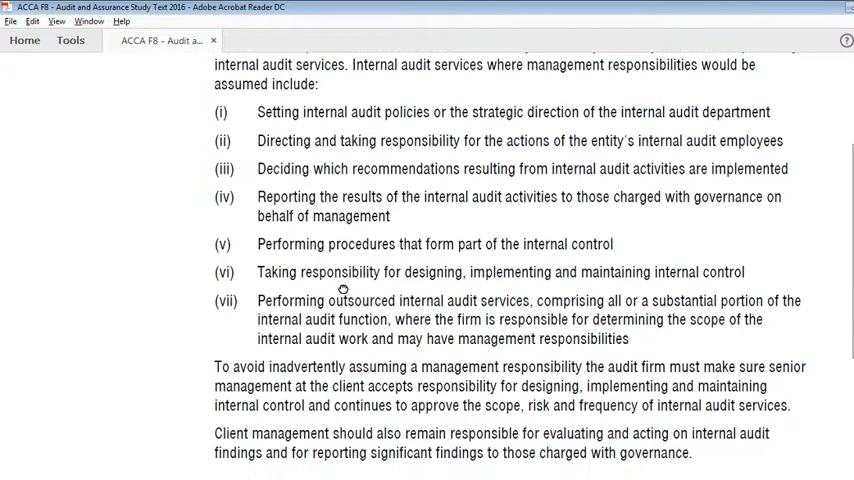 ACCA F8 - Audit and Assurance Study Text 2016 - Adobe Acrobat Reader DC
File Edit View Window Help
Home Tools ACCA F8 - Audit a... ×
internal audit services. Internal audit services where management responsibilities would be
assumed include:
(i) Setting internal audit policies or the strategic direction of the internal audit department
(ii) Directing and taking responsibility for the actions of the entity's internal audit employees
(iii) Deciding which recommendations resulting from internal audit activities are implemented
(iv) Reporting the results of the internal audit activities to those charged with governance on
behalf of management
(v) Performing procedures that form part of the internal control
(vi) Taking responsibility for designing, implementing and maintaining internal control
(vii) Performing outsourced internal audit services, comprising all or a substantial portion of the
internal audit function, where the firm is responsible for determining the scope of the
internal audit work and may have management responsibilities
To avoid inadvertently assuming a management responsibility the audit firm must make sure senior
management at the client accepts responsibility for designing, implementing and maintaining
internal control and continues to approve the scope, risk and frequency of internal audit services.
Client management should also remain responsible for evaluating and acting on internal audit
findings and for reporting significant findings to those charged with governance.